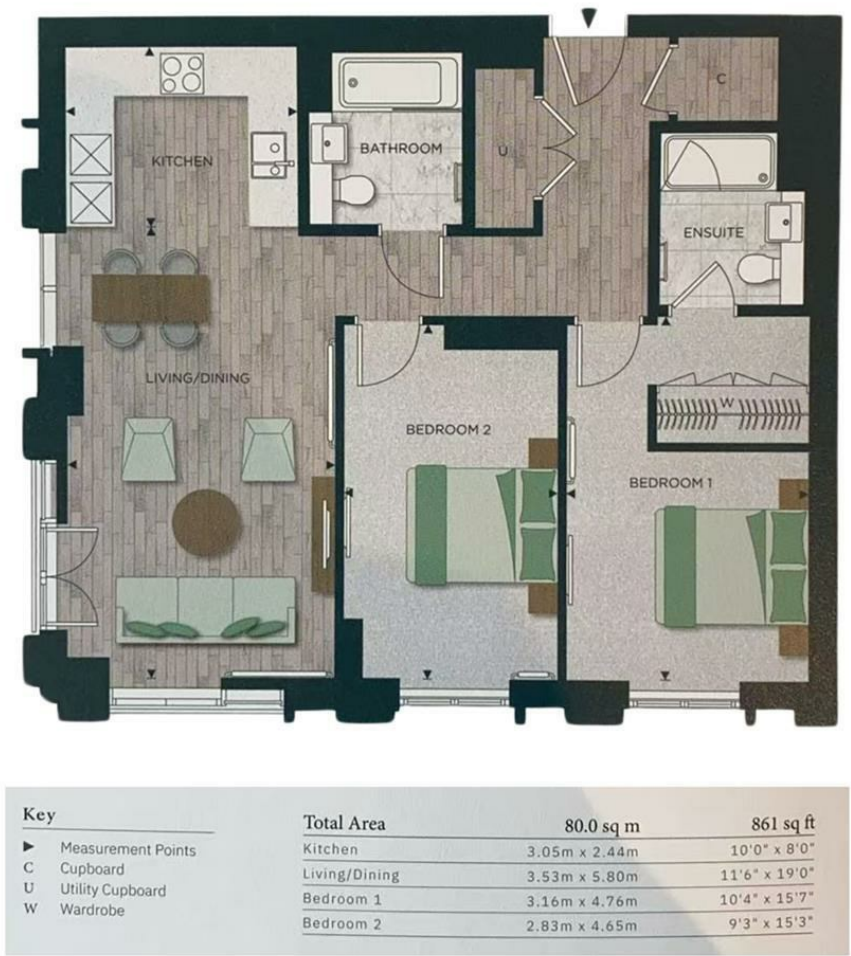 C
KITCHEN
BATHROOM
U
ENSUITE
LIVING/DINING
W
BEDROOM 2
BEDROOM 1
Key
Measurement Points
C Cupboard
U Utility Cupboard
W Wardrobe
Total Area 80.0 sq m 861 sq ft
Kitchen 3.05m x 2.44m 10'0" x 8'0"
Living/Dining 3.53m x 5.80m 11'6" x 19'0"
Bedroom 1 3.16m x 4.76m 10'4" x 15'7"
Bedroom 2 2.83m x 4.65m 9'3" x 15'3"